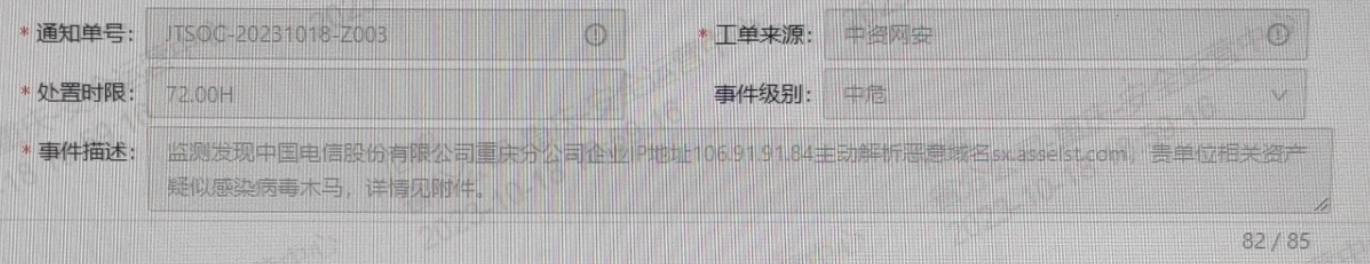 * 通知单号： JTSOC-20231018-Z003 * 工单来源： 中资网安
* 处置时限： 72.00H 事件级别： 中危
* 事件描述： 监测发现中国电信股份有限公司重庆分公司企业IP地址106.91.91.84主动解析恶意域名sx.asselst.com，贵单位相关资产
疑似感染病毒木马，详情见附件。
82 / 85